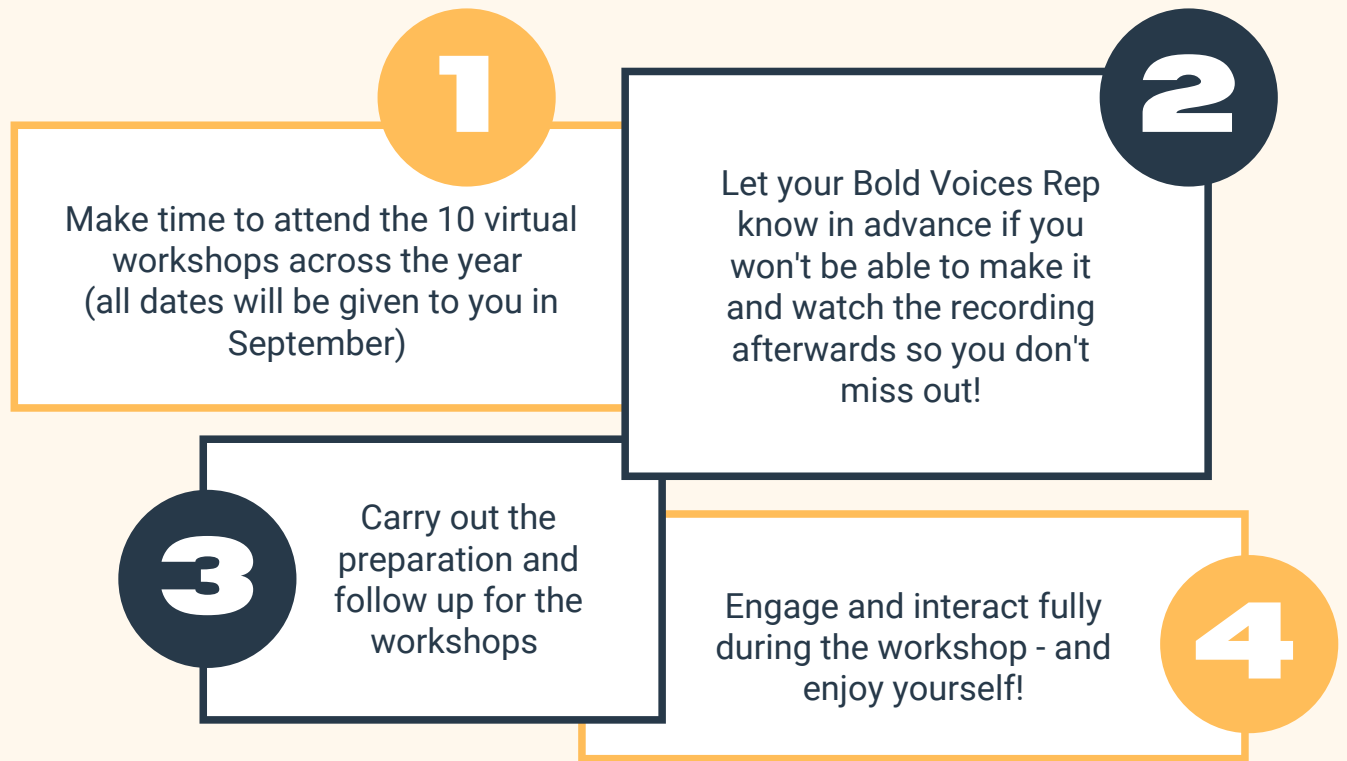 1
Make time to attend the 10 virtual
workshops across the year
(all dates will be given to you in
September)
2
Let your Bold Voices Rep
know in advance if you
won't be able to make it
and watch the recording
afterwards so you don't
miss out!
3
Carry out the
preparation and
follow up for the
workshops
4
Engage and interact fully
during the workshop - and
enjoy yourself!